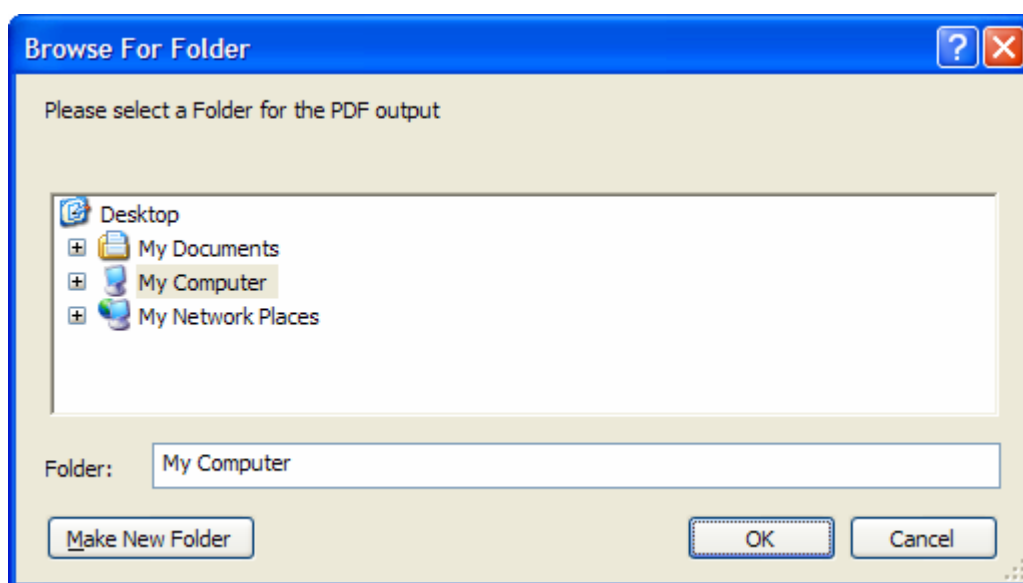 Browse For Folder
Please select a Folder for the PDF output
Desktop
My Documents
My Computer
My Network Places
Folder: My Computer
Make New Folder OK Cancel